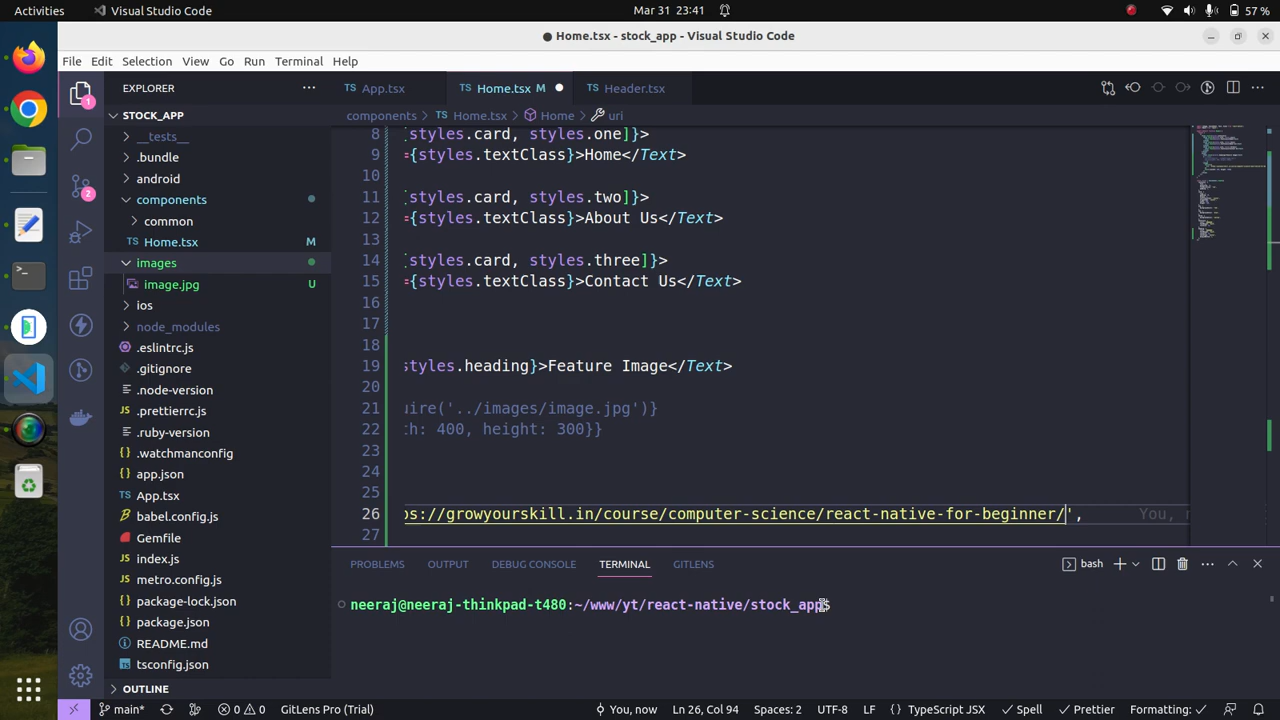 Activities
Visual Studio Code
Mar 31 23:41
57 %
● Home.tsx - stock_app - Visual Studio Code
File Edit Selection View Go Run Terminal Help
EXPLORER
TS App.tsx
TS Home.tsx M
TS Header.tsx
STOCK_APP
components > TS Home.tsx > Home > uri
__tests__
.bundle
android
components
common
TS Home.tsx M
images
image.jpg U
ios
node_modules
.eslintrc.js
.gitignore
.node-version
.prettierrc.js
.ruby-version
.watchmanconfig
app.json
App.tsx
babel.config.js
Gemfile
index.js
metro.config.js
package-lock.json
package.json
README.md
tsconfig.json
OUTLINE
1
2
8 [styles.card, styles.one]}>
9 ={styles.textClass}>Home</Text>
10
11 [styles.card, styles.two]}>
12 ={styles.textClass}>About Us</Text>
13
14 [styles.card, styles.three]}>
15 ={styles.textClass}>Contact Us</Text>
16
17
18
19 styles.heading}>Feature Image</Text>
20
21 uire('../images/image.jpg')}
22 th: 400, height: 300}}
23
24
25
26 ps://growyourskill.in/course/computer-science/react-native-for-beginner/', You,
27
PROBLEMS OUTPUT DEBUG CONSOLE TERMINAL GITLENS
bash
neeraj@neeraj-thinkpad-t480:~/www/yt/react-native/stock_app$
main*
0 0
GitLens Pro (Trial)
You, now
Ln 26, Col 94
Spaces: 2
UTF-8
LF
TypeScript JSX
Spell
Prettier
Formatting: ✓